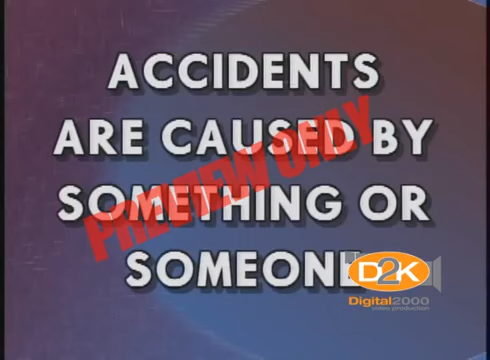 ACCIDENTS
ARE CAUSED BY
SOMETHING OR
SOMEONE
PREVIEW ONLY
D2K
Digital2000
video production